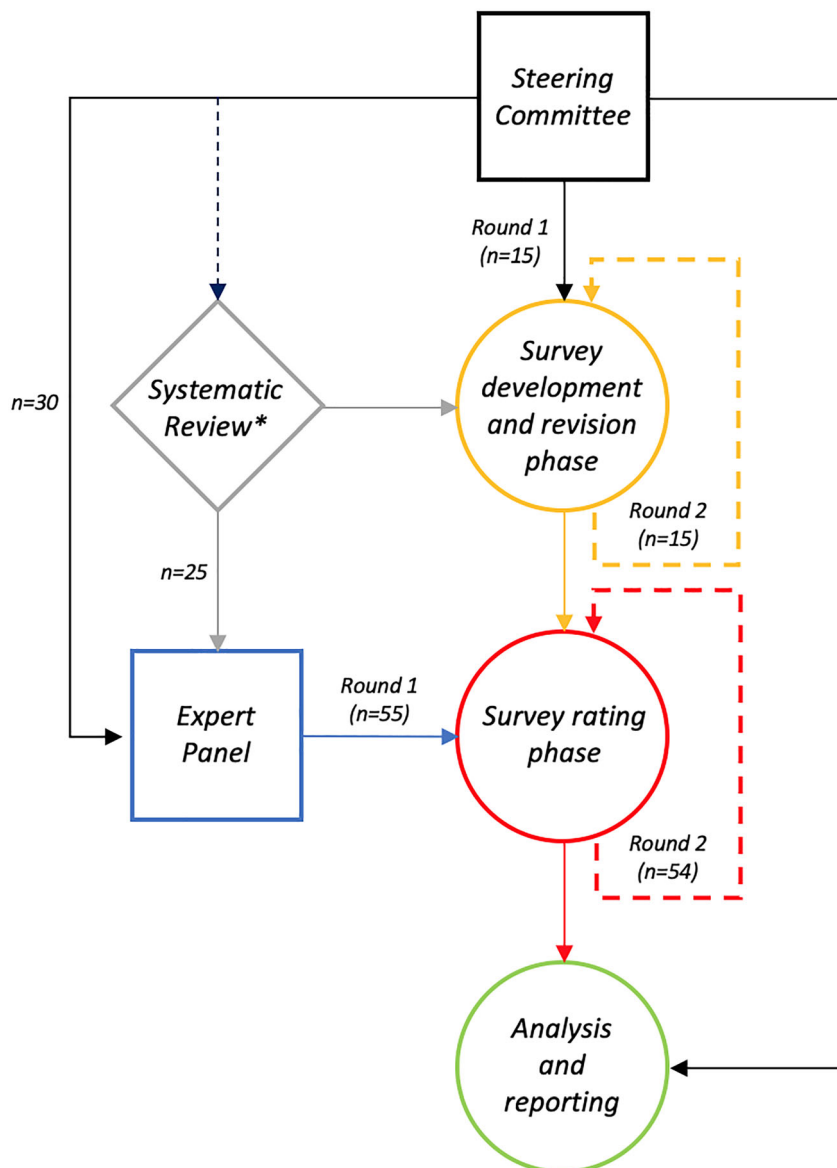 Steering
Committee
Round 1
(n=15)
Systematic
Review*
Survey
development
and revision
phase
n=30
Round 2
(n=15)
n=25
Expert
Panel
Round 1
(n=55)
Survey rating
phase
Round 2
(n=54)
Analysis
and
reporting